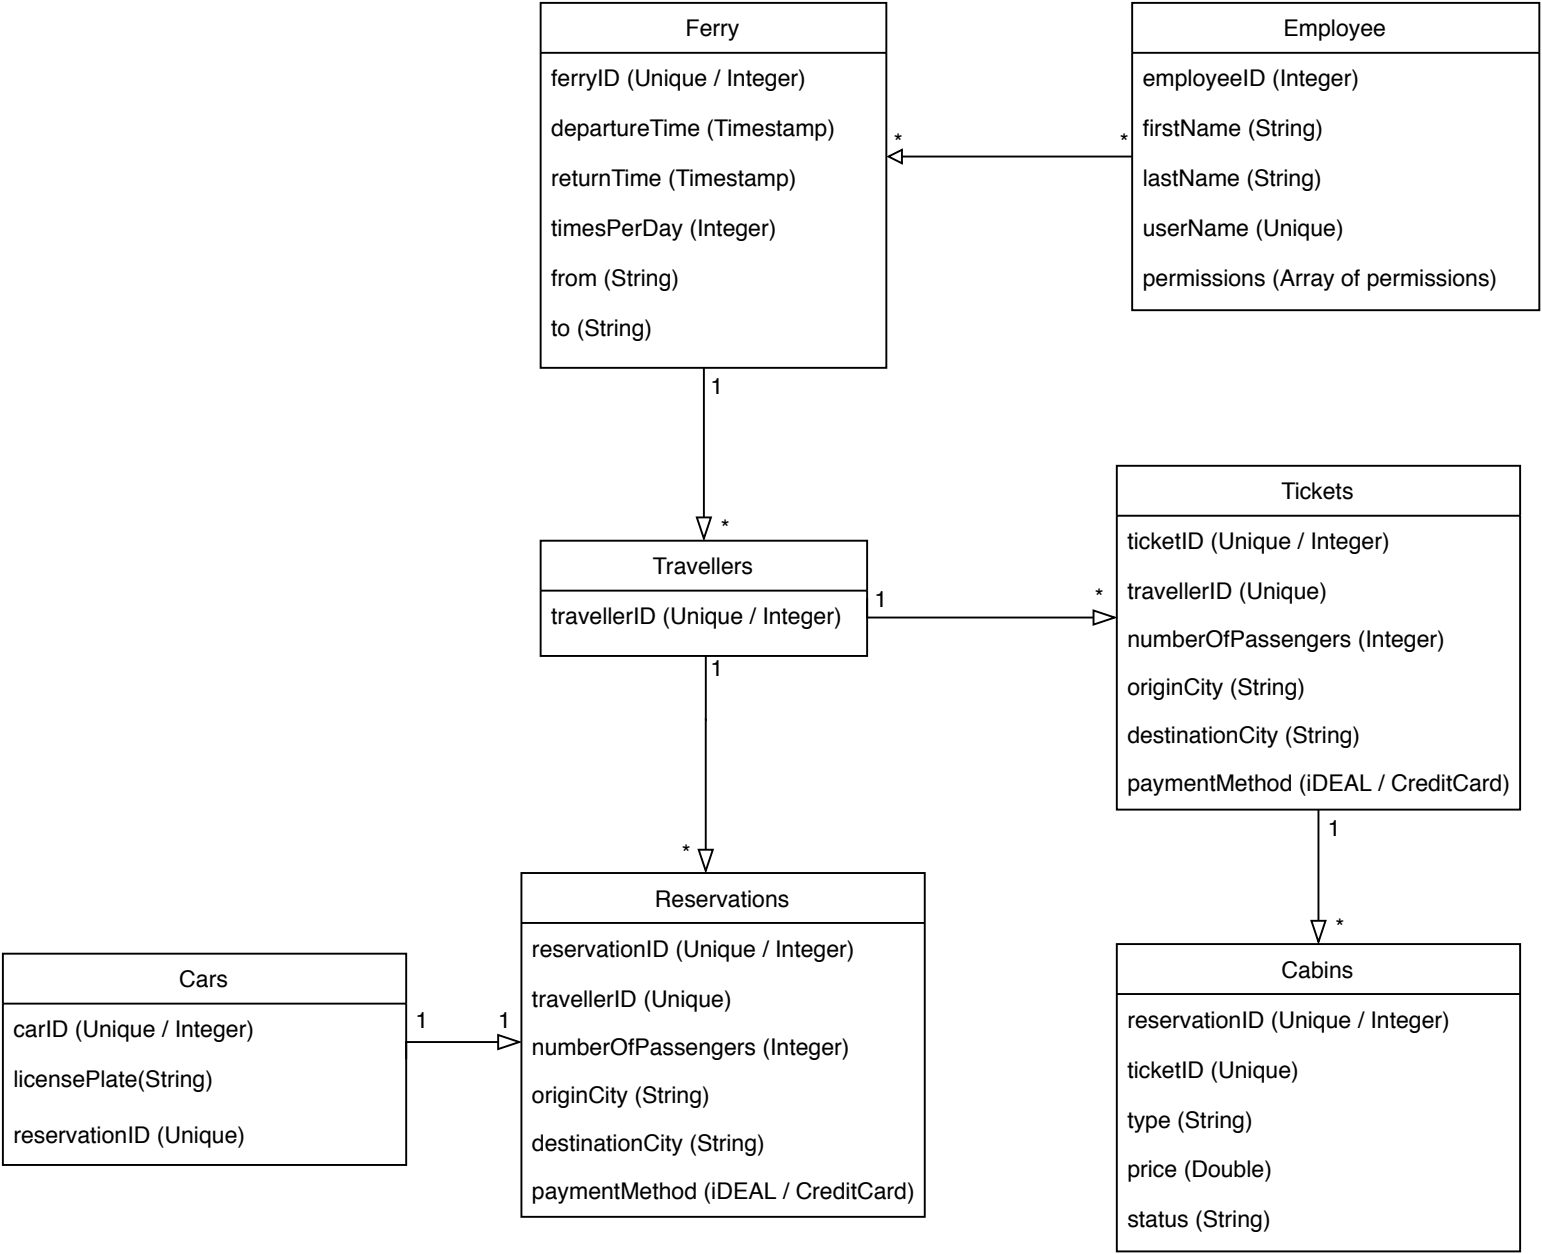 Ferry
ferryID (Unique / Integer)
departureTime (Timestamp)
returnTime (Timestamp)
timesPerDay (Integer)
from (String)
to (String)
Employee
employeeID (Integer)
firstName (String)
lastName (String)
userName (Unique)
permissions (Array of permissions)
*
*
1
*
Travellers
travellerID (Unique / Integer)
1
*
Tickets
ticketID (Unique / Integer)
travellerID (Unique)
numberOfPassengers (Integer)
originCity (String)
destinationCity (String)
paymentMethod (iDEAL / CreditCard)
1
*
1
*
Reservations
reservationID (Unique / Integer)
travellerID (Unique)
numberOfPassengers (Integer)
originCity (String)
destinationCity (String)
paymentMethod (iDEAL / CreditCard)
Cars
carID (Unique / Integer)
licensePlate(String)
reservationID (Unique)
1
1
Cabins
reservationID (Unique / Integer)
ticketID (Unique)
type (String)
price (Double)
status (String)